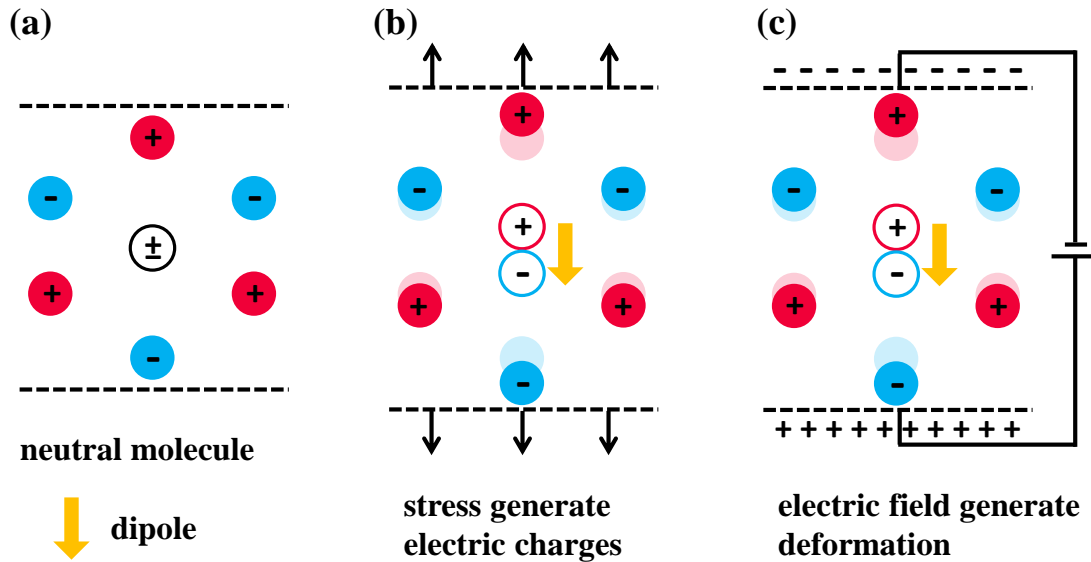 (a)
(b)
(c)
- - - - - - - - - -
+
+
+
-
-
-
-
-
-
±
+
+
+
+
+
+
-
-
-
+
+
-
-
+ + + + + + + + + +
neutral molecule
dipole
stress generate
electric charges
electric field generate
deformation